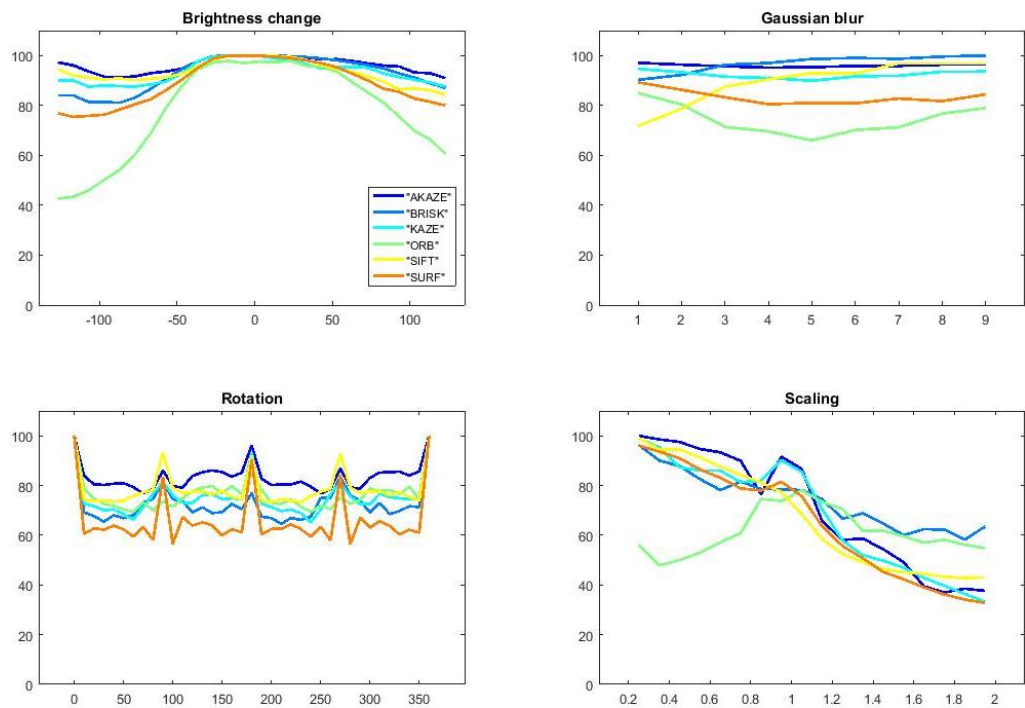 Brightness change
100
80
60
40
20
0
-100 -50 0 50 100
"AKAZE"
"BRISK"
"KAZE"
"ORB"
"SIFT"
"SURF"
Gaussian blur
100
80
60
40
20
0
1 2 3 4 5 6 7 8 9
Rotation
100
80
60
40
20
0
0 50 100 150 200 250 300 350
Scaling
100
80
60
40
20
0
0.2 0.4 0.6 0.8 1 1.2 1.4 1.6 1.8 2